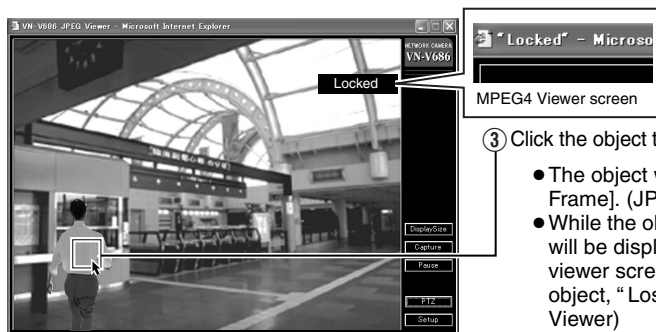 VN-V686 JPEG Viewer - Microsoft Internet Explorer
NETWORK CAMERA
VN-V686
Locked
DisplaySize
Capture
Pause
PTZ
Setup
"Locked" - Microso
MPEG4 Viewer screen
③ Click the object t
● The object w
Frame]. (JP
● While the ob
will be display
viewer scree
object, “ Los
Viewer)